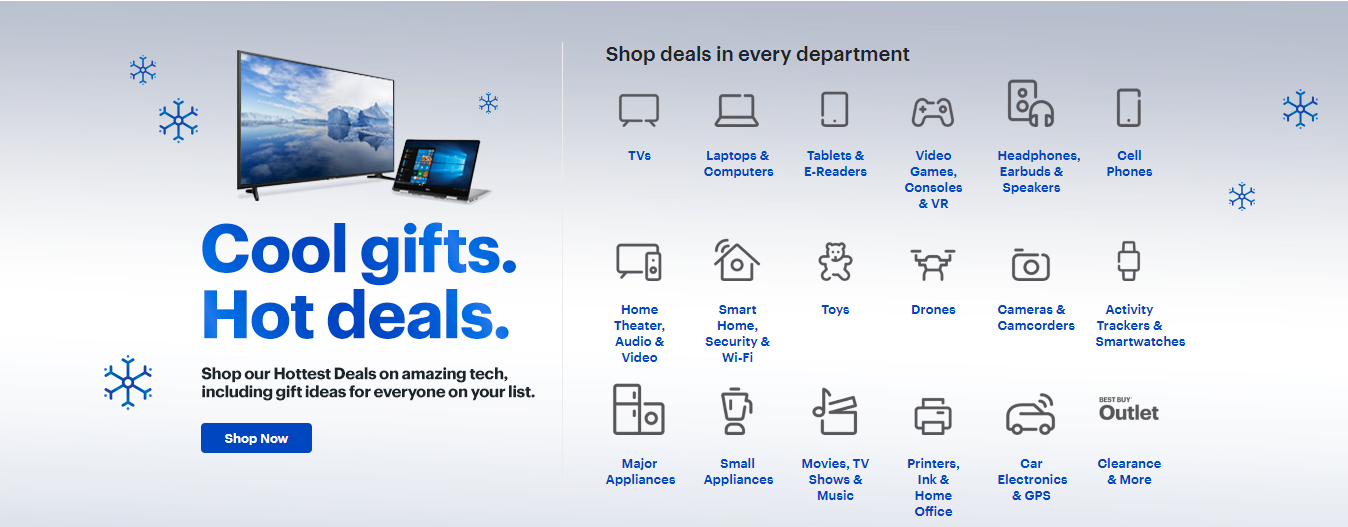 Cool gifts.
Hot deals.
Shop our Hottest Deals on amazing tech,
including gift ideas for everyone on your list.
Shop Now
Shop deals in every department
TVs
Laptops &
Computers
Tablets &
E-Readers
Video
Games,
Consoles
& VR
Headphones,
Earbuds &
Speakers
Cell
Phones
Home
Theater,
Audio &
Video
Smart
Home,
Security &
Wi-Fi
Toys
Drones
Cameras &
Camcorders
Activity
Trackers &
Smartwatches
Major
Appliances
Small
Appliances
Movies, TV
Shows &
Music
Printers,
Ink &
Home
Office
Car
Electronics
& GPS
BEST BUY
Outlet
Clearance
& More